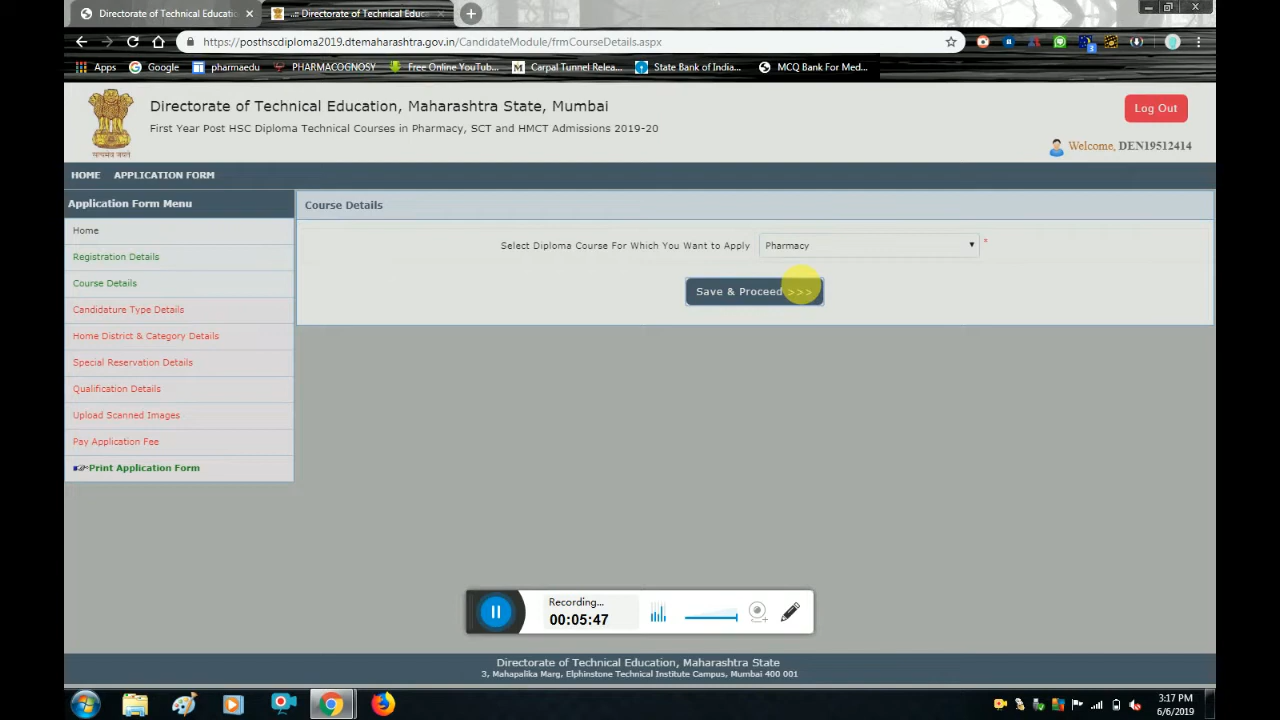 Directorate of Technical Educatio
..:: Directorate of Technical Educ
https://posthscdiploma2019.dtemaharashtra.gov.in/CandidateModule/frmCourseDetails.aspx
Apps
Google
pharmaedu
PHARMACOGNOSY
Free Online YouTub...
Carpal Tunnel Relea...
State Bank of India...
MCQ Bank For Med...
Directorate of Technical Education, Maharashtra State, Mumbai
First Year Post HSC Diploma Technical Courses in Pharmacy, SCT and HMCT Admissions 2019-20
Log Out
Welcome, DEN19512414
सत्यमेव जयते
HOME
APPLICATION FORM
Application Form Menu
Home
Registration Details
Course Details
Candidature Type Details
Home District & Category Details
Special Reservation Details
Qualification Details
Upload Scanned Images
Pay Application Fee
Print Application Form
Course Details
Select Diploma Course For Which You Want to Apply
Pharmacy
*
Save & Proceed >>>
Recording...
00:05:47
Directorate of Technical Education, Maharashtra State
3, Mahapalika Marg, Elphinstone Technical Institute Campus, Mumbai 400 001
3:17 PM
6/6/2019